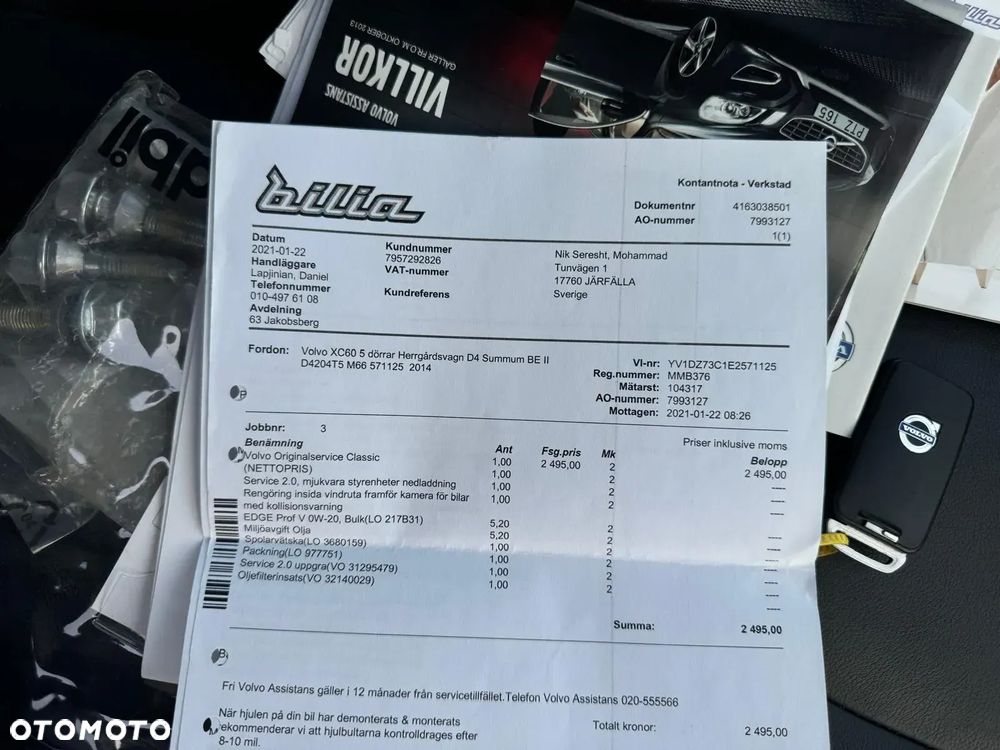 VOLVO ASSISTANS
VILLKOR
GÄLLER FR.O.M. OKTOBER 2013
PTZ 165
bilia
dbil
bilia
Kontantnota - Verkstad
Dokumentnr 4163038501
AO-nummer 7993127
1(1)
Datum
2021-01-22
Handläggare
Lapjinian, Daniel
Telefonnummer
010-497 61 08
Avdelning
63 Jakobsberg
Kundnummer
7957292826
VAT-nummer
Kundreferens
Nik Seresht, Mohammad
Tunvägen 1
17760 JÄRFÄLLA
Sverige
Fordon: Volvo XC60 5 dörrar Herrgårdsvagn D4 Summum BE II
D4204T5 M66 571125 2014
VI-nr: YV1DZ73C1E2571125
Reg.nummer: MMB376
Mätarst: 104317
AO-nummer: 7993127
Mottagen: 2021-01-22 08:26
Jobbnr: 3
Priser inklusive moms
Benämning Ant Fsg.pris Mk Belopp
Volvo Originalservice Classic 1,00 2 495,00 2 2 495,00
(NETTOPRIS)
Service 2.0, mjukvara styrenheter nedladdning 1,00 2 ----
Rengöring insida vindruta framför kamera för bilar 1,00 2 ----
med kollisionsvarning
EDGE Prof V 0W-20, Bulk(LO 217B31) 5,20 2 ----
Miljöavgift Olja 5,20 2 ----
Spolarvätska(LO 3680159) 1,00 2 ----
Packning(LO 977751) 1,00 2 ----
Service 2.0 uppgra(VO 31295479) 1,00 2 ----
Oljefilterinsats(VO 32140029) 1,00 2 ----
Summa: 2 495,00
Fri Volvo Assistans gäller i 12 månader från servicetillfället.Telefon Volvo Assistans 020-555566
När hjulen på din bil har demonterats & monterats
rekommenderar vi att hjulbultarna kontrolldrages efter
8-10 mil.
Totalt kronor: 2 495,00
VOLVO
OTOMOTO